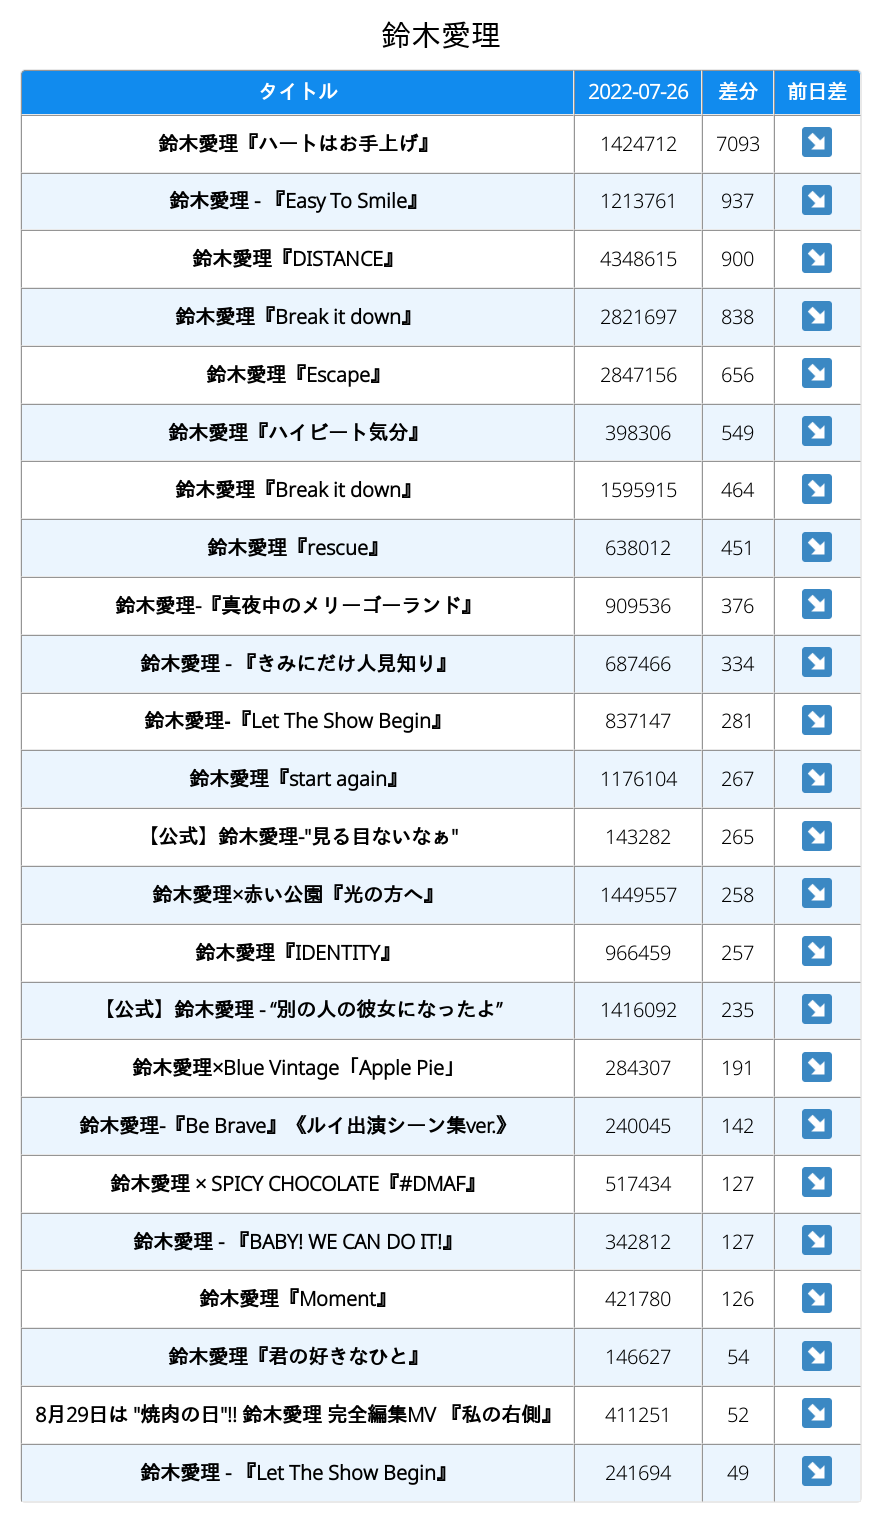 鈴木愛理
タイトル 2022-07-26 差分 前日差
鈴木愛理『ハートはお手上げ』 1424712 7093
鈴木愛理 - 『Easy To Smile』 1213761 937
鈴木愛理『DISTANCE』 4348615 900
鈴木愛理『Break it down』 2821697 838
鈴木愛理『Escape』 2847156 656
鈴木愛理『ハイビート気分』 398306 549
鈴木愛理『Break it down』 1595915 464
鈴木愛理『rescue』 638012 451
鈴木愛理-『真夜中のメリーゴーランド』 909536 376
鈴木愛理 - 『きみにだけ人見知り』 687466 334
鈴木愛理-『Let The Show Begin』 837147 281
鈴木愛理『start again』 1176104 267
【公式】鈴木愛理-"見る目ないなぁ" 143282 265
鈴木愛理×赤い公園『光の方へ』 1449557 258
鈴木愛理『IDENTITY』 966459 257
【公式】鈴木愛理 - “別の人の彼女になったよ” 1416092 235
鈴木愛理×Blue Vintage「Apple Pie」 284307 191
鈴木愛理-『Be Brave』《ルイ出演シーン集ver.》 240045 142
鈴木愛理 × SPICY CHOCOLATE『#DMAF』 517434 127
鈴木愛理 - 『BABY! WE CAN DO IT!』 342812 127
鈴木愛理『Moment』 421780 126
鈴木愛理『君の好きなひと』 146627 54
8月29日は "焼肉の日"!! 鈴木愛理 完全編集MV 『私の右側』 411251 52
鈴木愛理 - 『Let The Show Begin』 241694 49